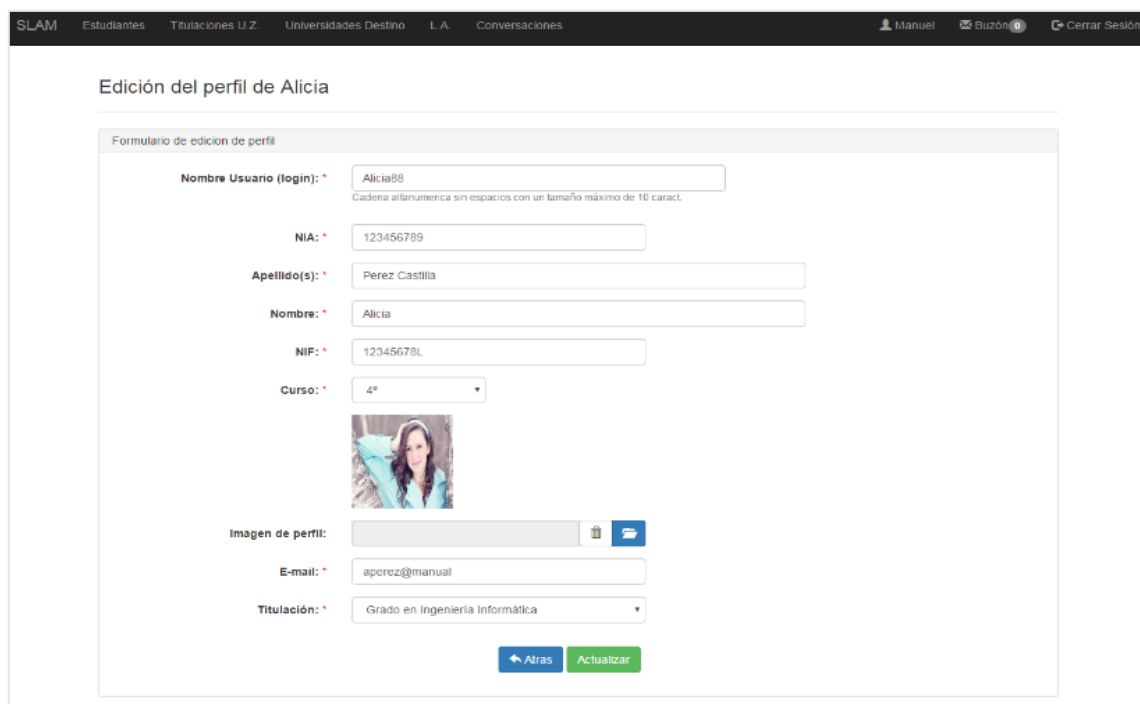 SLAM Estudiantes Titulaciones U.Z. Universidades Destino L.A. Conversaciones Manuel Buzón 0 Cerrar Sesión
Edición del perfil de Alicia
Formulario de edicion de perfil
Nombre Usuario (login): * Alicia88
Cadena alfanumerica sin espacios con un tamaño máximo de 10 caract.
NIA: * 123456789
Apellido(s): * Perez Castilla
Nombre: * Alicia
NIF: * 12345678L
Curso: * 4º
Imagen de perfil:
E-mail: * aperez@manual
Titulación: * Grado en Ingeniería Informática
Atras Actualizar